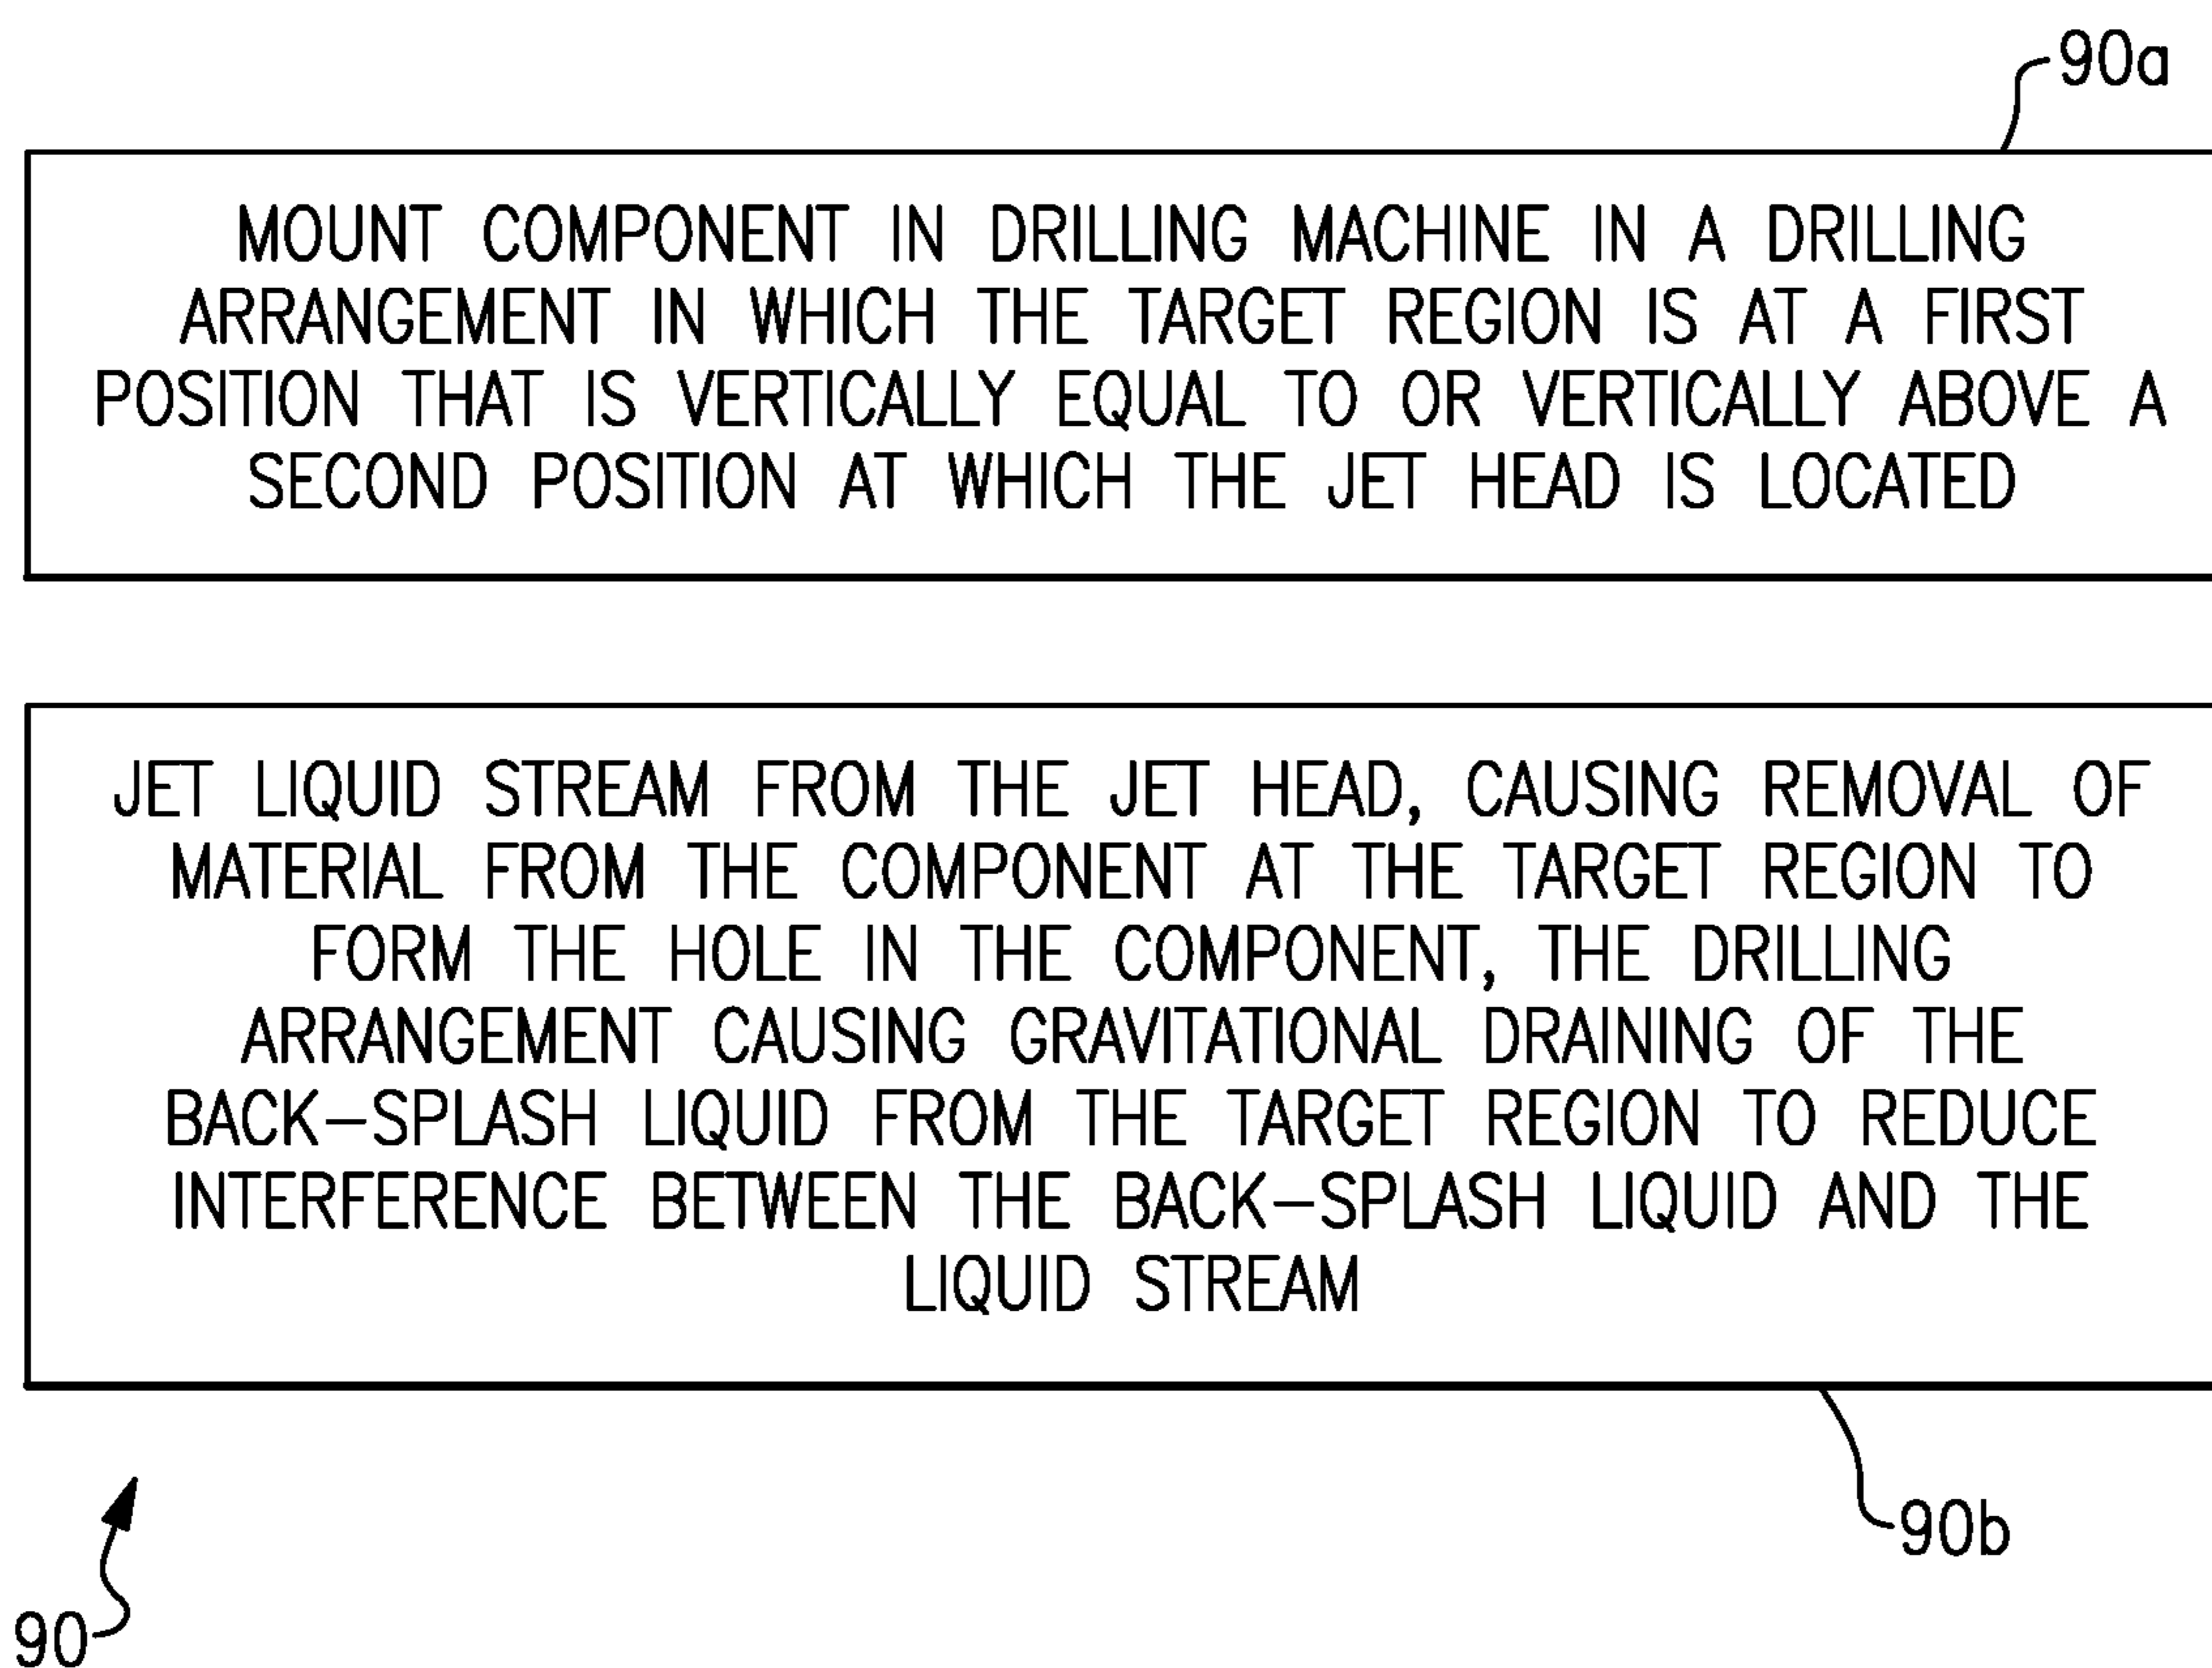 90a
MOUNT COMPONENT IN DRILLING MACHINE IN A DRILLING
ARRANGEMENT IN WHICH THE TARGET REGION IS AT A FIRST
POSITION THAT IS VERTICALLY EQUAL TO OR VERTICALLY ABOVE A
SECOND POSITION AT WHICH THE JET HEAD IS LOCATED
JET LIQUID STREAM FROM THE JET HEAD, CAUSING REMOVAL OF
MATERIAL FROM THE COMPONENT AT THE TARGET REGION TO
FORM THE HOLE IN THE COMPONENT, THE DRILLING
ARRANGEMENT CAUSING GRAVITATIONAL DRAINING OF THE
BACK–SPLASH LIQUID FROM THE TARGET REGION TO REDUCE
INTERFERENCE BETWEEN THE BACK–SPLASH LIQUID AND THE
LIQUID STREAM
90b
90